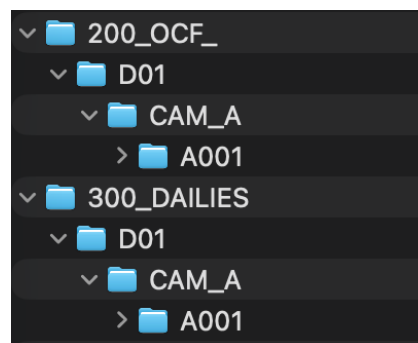 200_OCF_
D01
CAM_A
A001
300_DAILIES
D01
CAM_A
A001